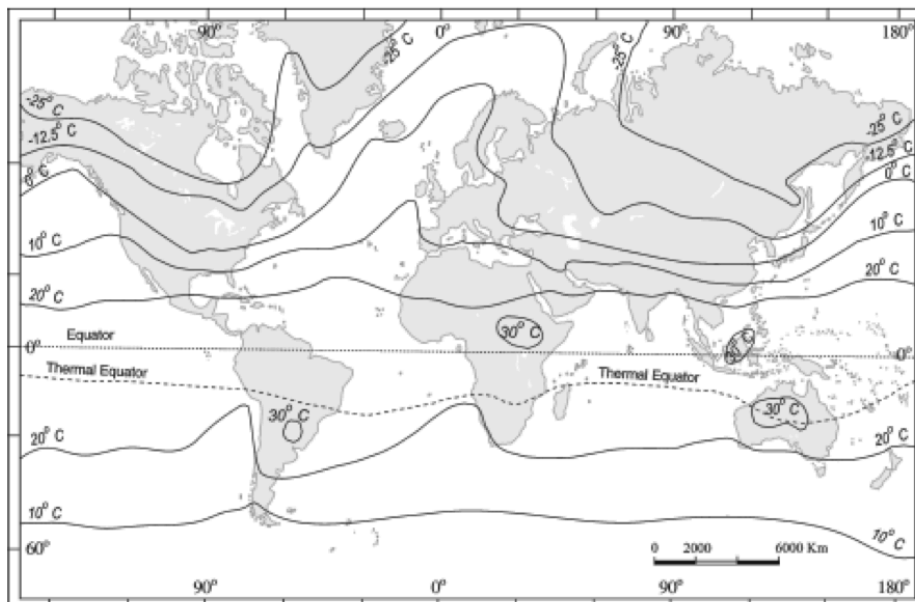 90° 0° 90° 180°
-25° C -25° C -25° C -25° C
-12.5° C -12.5° C
0° C 0° C
10° C 10° C
20° C 20° C
30° C
Equator
0° 0°
Thermal Equator Thermal Equator
30° C 30° C
20° C 20° C
10° C 10° C
60°
0 2000 6000 Km
90° 0° 90° 180°